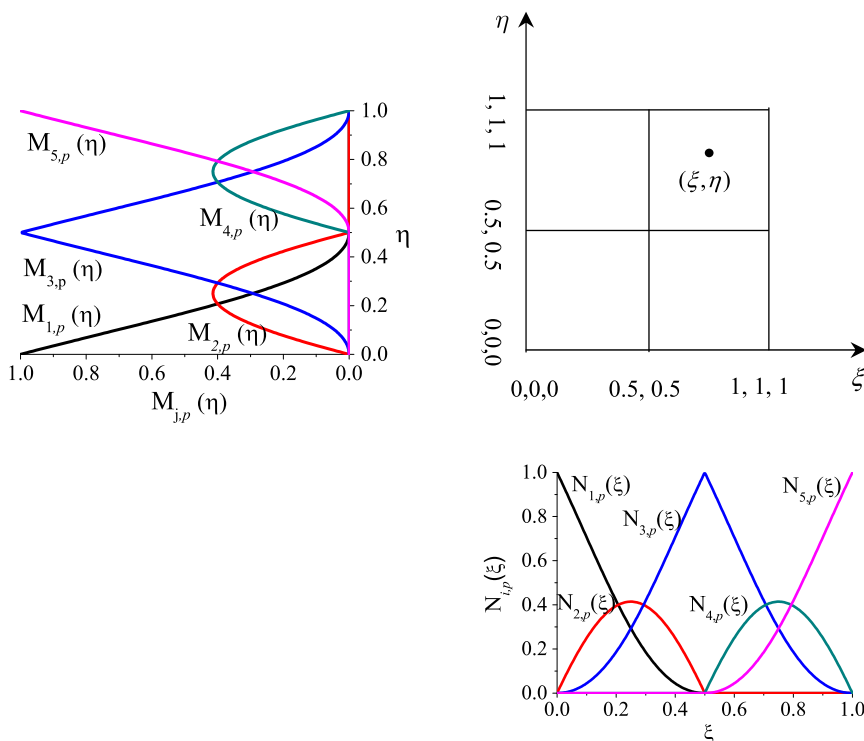 M5,p (η)
M4,p (η)
M3,p (η)
M1,p (η)
M2,p (η)
1.0
0.8
0.6
0.4
0.2
0.0
η
1.0 0.8 0.6 0.4 0.2 0.0
Mj,p (η)
η
1, 1, 1
0.5, 0.5
0,0,0
(ξ,η)
ξ
0,0,0 0.5, 0.5 1, 1, 1
1.0
0.8
0.6
0.4
0.2
0.0
Ni,p(ξ)
N1,p(ξ)
N3,p(ξ)
N5,p(ξ)
N2,p(ξ)
N4,p(ξ)
0.0 0.2 0.4 0.6 0.8 1.0
ξ